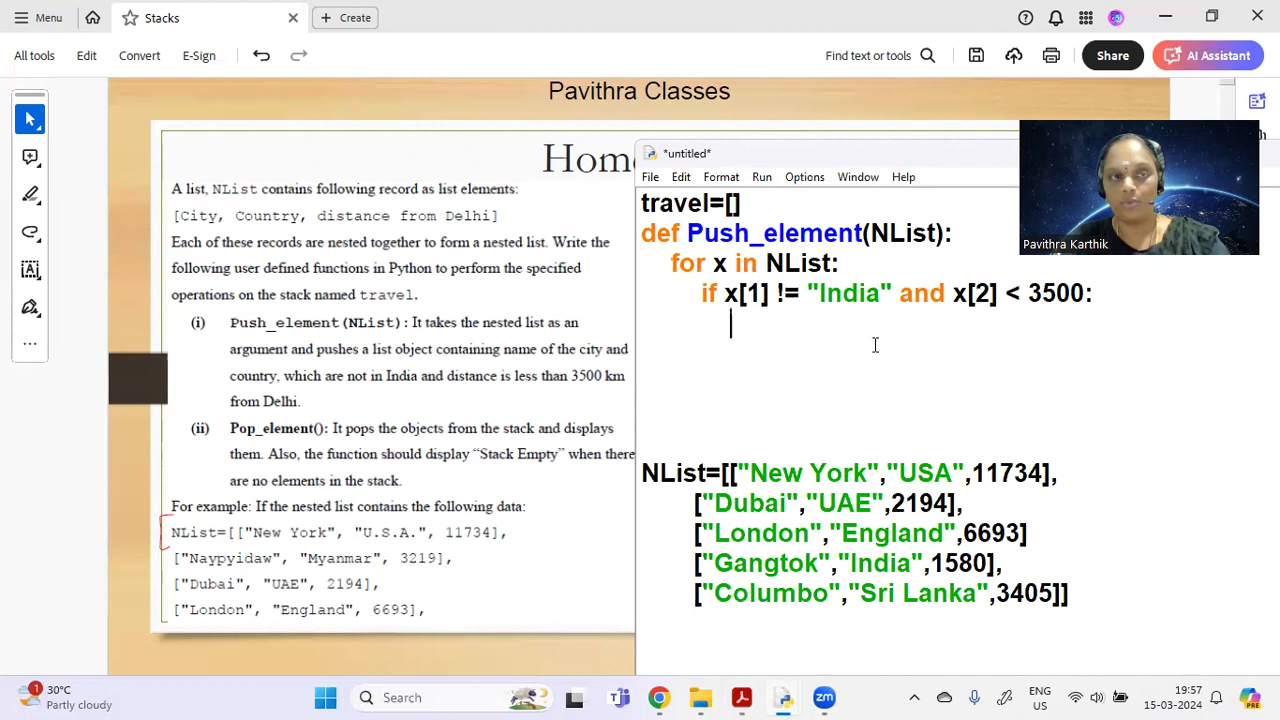 Menu
Stacks
Create
All tools
Edit
Convert
E-Sign
Find text or tools
Share
AI Assistant
Pavithra Classes
Home
A list, NList contains following record as list elements:
[City, Country, distance from Delhi]
Each of these records are nested together to form a nested list. Write the
following user defined functions in Python to perform the specified
operations on the stack named travel.
(i) Push_element(NList): It takes the nested list as an
argument and pushes a list object containing name of the city and
country, which are not in India and distance is less than 3500 km
from Delhi.
(ii) Pop_element(): It pops the objects from the stack and displays
them. Also, the function should display “Stack Empty” when there
are no elements in the stack.
For example: If the nested list contains the following data:
NList=[["New York", "U.S.A.", 11734],
["Naypyidaw", "Myanmar", 3219],
["Dubai", "UAE", 2194],
["London", "England", 6693],
*untitled*
File Edit Format Run Options Window Help
travel=[]
def Push_element(NList):
for x in NList:
if x[1] != "India" and x[2] < 3500:
NList=[["New York","USA",11734],
["Dubai","UAE",2194],
["London","England",6693]
["Gangtok","India",1580],
["Columbo","Sri Lanka",3405]]
Pavithra Karthik
1
30°C
Partly cloudy
Search
ENG
UC
19:57
15-03-2024
PRE
zm